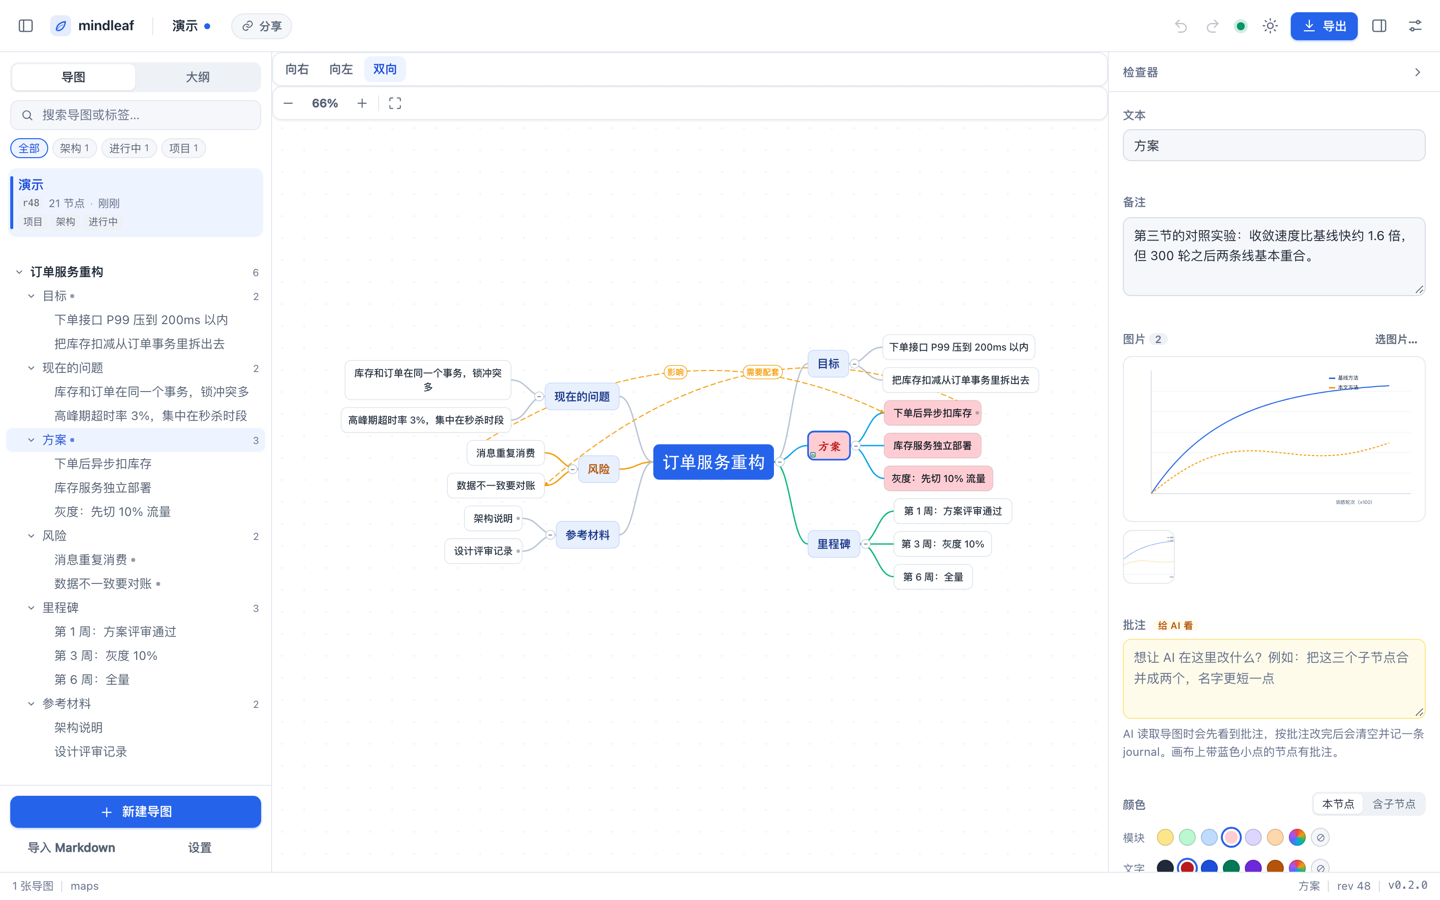 mindleaf
演示
分享
导出
导图
大纲
搜索导图或标签...
全部
架构 1
进行中 1
项目 1
演示
r48 21 节点 · 刚刚
项目 架构 进行中
订单服务重构 6
目标 2
下单接口 P99 压到 200ms 以内
把库存扣减从订单事务里拆出去
现在的问题 2
库存和订单在同一个事务，锁冲突多
高峰期超时率 3%，集中在秒杀时段
方案 3
下单后异步扣库存
库存服务独立部署
灰度：先切 10% 流量
风险 2
消息重复消费
数据不一致要对账
里程碑 3
第 1 周：方案评审通过
第 3 周：灰度 10%
第 6 周：全量
参考材料 2
架构说明
设计评审记录
新建导图
导入 Markdown
设置
1 张导图
maps
向右
向左
双向
66%
库存和订单在同一个事务，锁冲突
多
高峰期超时率 3%，集中在秒杀时段
现在的问题
消息重复消费
数据不一致要对账
风险
架构说明
设计评审记录
参考材料
订单服务重构
影响
需要配套
目标
下单接口 P99 压到 200ms 以内
把库存扣减从订单事务里拆出去
方案
下单后异步扣库存
库存服务独立部署
灰度：先切 10% 流量
里程碑
第 1 周：方案评审通过
第 3 周：灰度 10%
第 6 周：全量
检查器
文本
方案
备注
第三节的对照实验：收敛速度比基线快约 1.6 倍，
但 300 轮之后两条线基本重合。
图片 2
选图片...
基线方法
本文方法
训练轮次 (x102)
批注
给 AI 看
想让 AI 在这里改什么？例如：把这三个子节点合
并成两个，名字更短一点
AI 读取导图时会先看到批注，按批注改完后会清空并记一条
journal。画布上带蓝色小点的节点有批注。
颜色
本节点
含子节点
模块
文字
方案
rev 48
v0.2.0